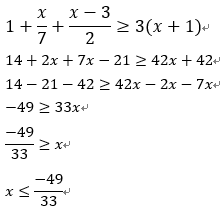 1 + x/7 + (x − 3)/2 ≥ 3(x + 1)↵
14 + 2x + 7x − 21 ≥ 42x + 42↵
14 − 21 − 42 ≥ 42x − 2x − 7x↵
−49 ≥ 33x↵
−49/33 ≥ x↵
x ≤ −49/33↵